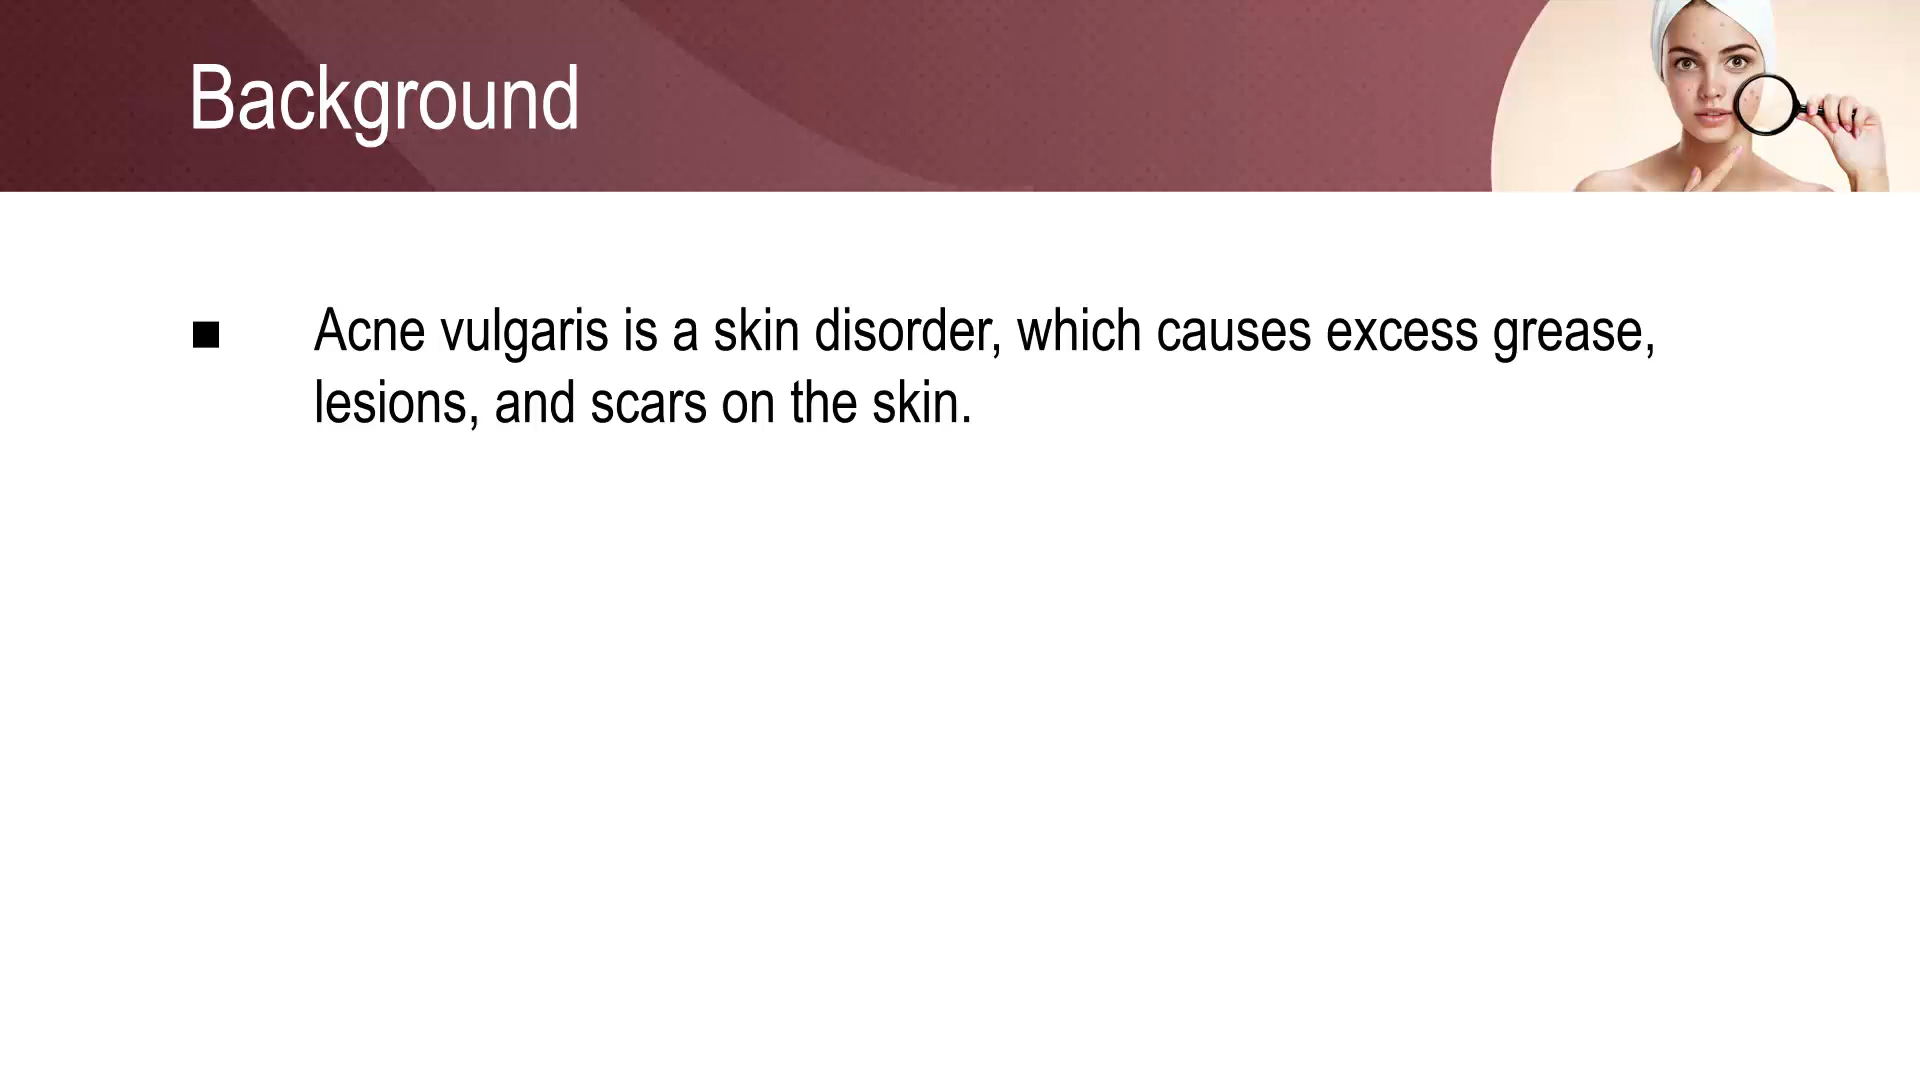 Background
■ Acne vulgaris is a skin disorder, which causes excess grease,
lesions, and scars on the skin.